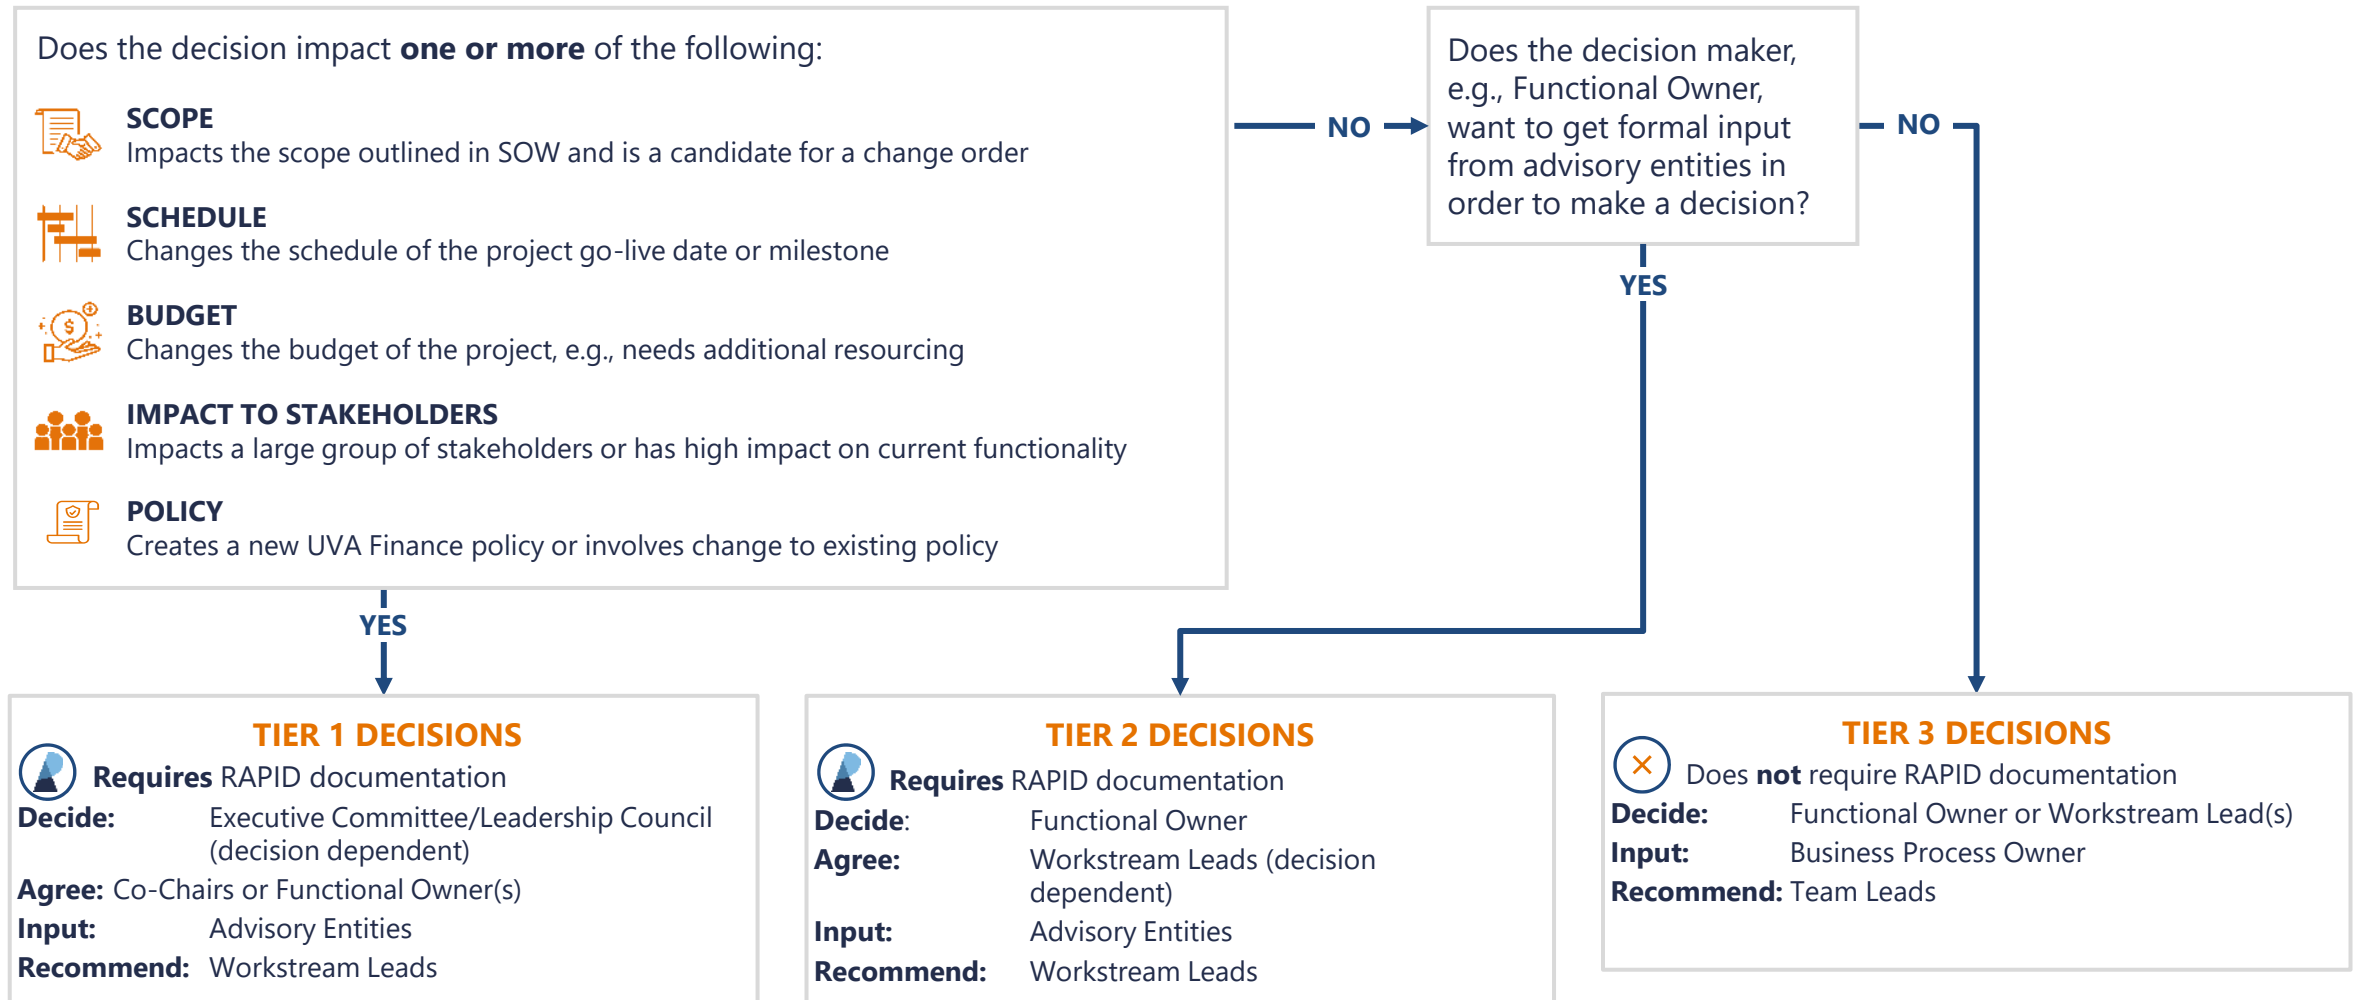 Does the decision impact one or more of the following:
SCOPE
Impacts the scope outlined in SOW and is a candidate for a change order
SCHEDULE
Changes the schedule of the project go-live date or milestone
BUDGET
Changes the budget of the project, e.g., needs additional resourcing
IMPACT TO STAKEHOLDERS
Impacts a large group of stakeholders or has high impact on current functionality
POLICY
Creates a new UVA Finance policy or involves change to existing policy
NO
Does the decision maker,
e.g., Functional Owner,
want to get formal input
from advisory entities in
order to make a decision?
NO
YES
YES
TIER 1 DECISIONS
Requires RAPID documentation
Decide: Executive Committee/Leadership Council
(decision dependent)
Agree: Co-Chairs or Functional Owner(s)
Input: Advisory Entities
Recommend: Workstream Leads
TIER 2 DECISIONS
Requires RAPID documentation
Decide: Functional Owner
Agree: Workstream Leads (decision
dependent)
Input: Advisory Entities
Recommend: Workstream Leads
TIER 3 DECISIONS
Does not require RAPID documentation
Decide: Functional Owner or Workstream Lead(s)
Input: Business Process Owner
Recommend: Team Leads